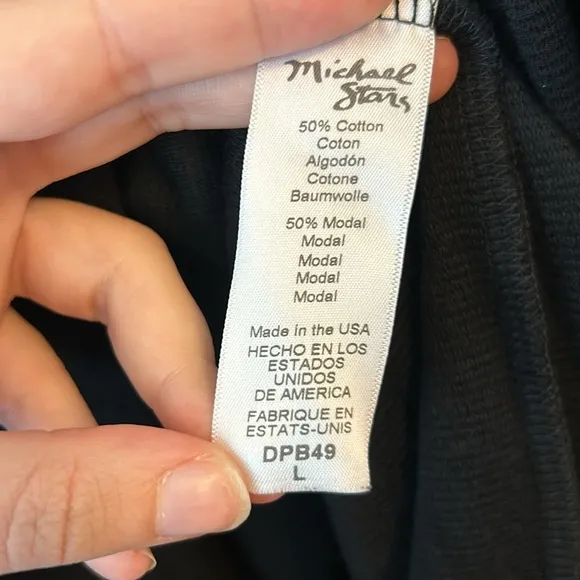 Michael
Stars
50% Cotton
Coton
Algodón
Cotone
Baumwolle
50% Modal
Modal
Modal
Modal
Modal
Made in the USA
HECHO EN LOS
ESTADOS
UNIDOS
DE AMERICA
FABRIQUE EN
ESTATS-UNIS
DPB49
L